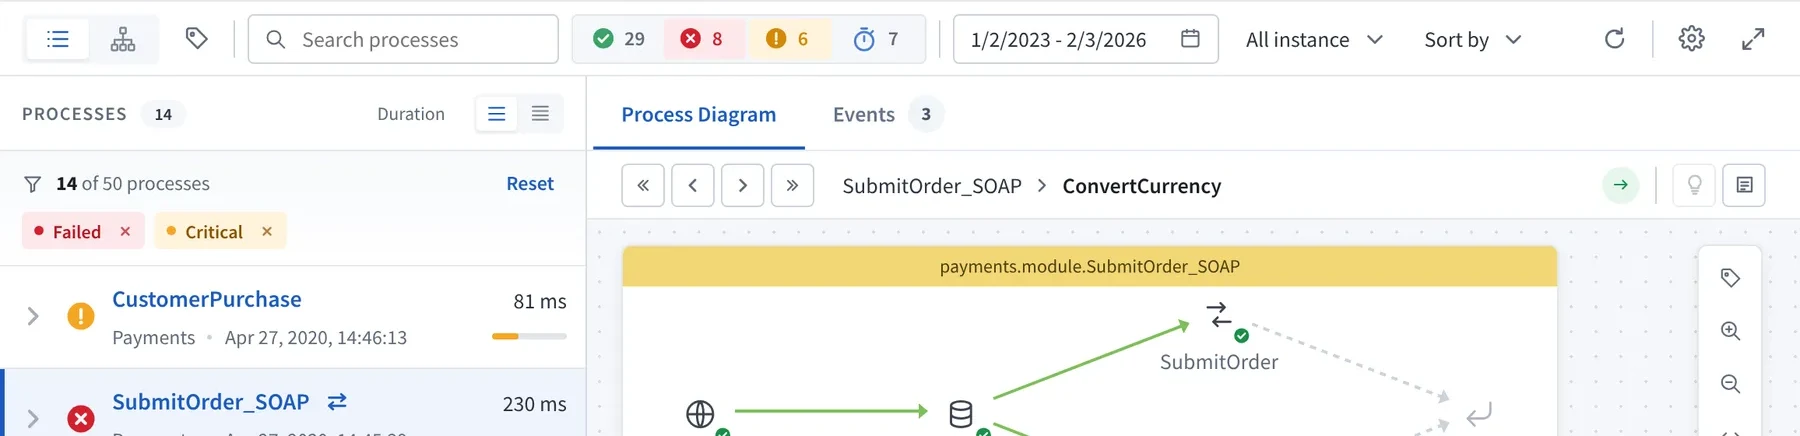 Search processes
29
8
6
7
1/2/2023 - 2/3/2026
All instance
Sort by
PROCESSES 14
Duration
14 of 50 processes
Reset
Failed ×
Critical ×
CustomerPurchase
81 ms
Payments • Apr 27, 2020, 14:46:13
SubmitOrder_SOAP
230 ms
Process Diagram
Events 3
SubmitOrder_SOAP > ConvertCurrency
payments.module.SubmitOrder_SOAP
SubmitOrder